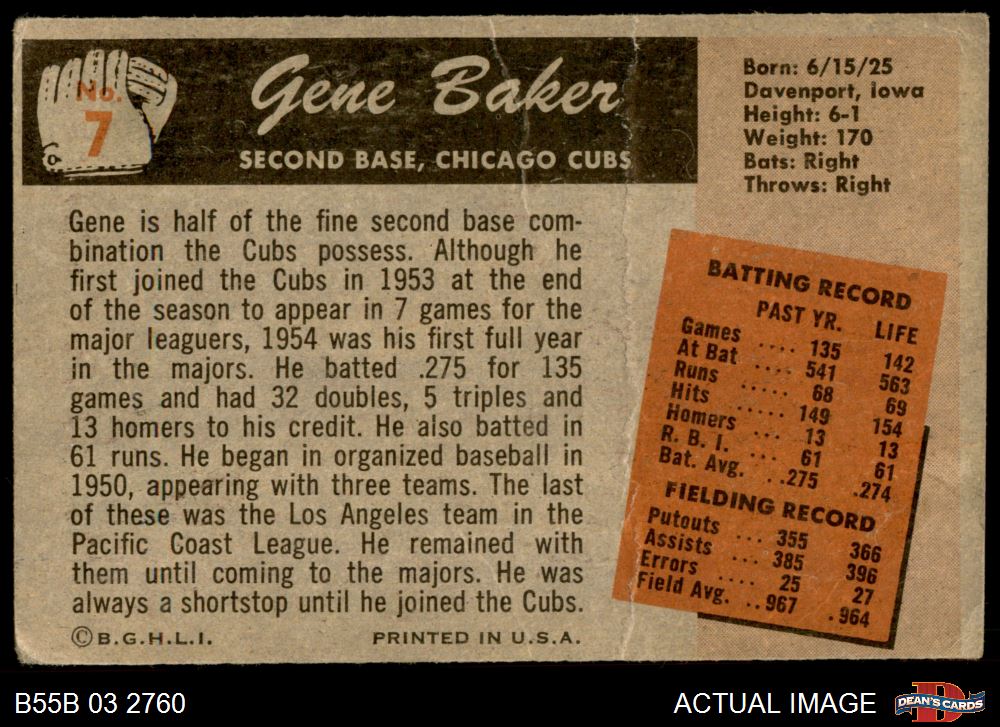 No.
7
Gene Baker
SECOND BASE, CHICAGO CUBS
Born: 6/15/25
Davenport, Iowa
Height: 6-1
Weight: 170
Bats: Right
Throws: Right
Gene is half of the fine second base com-
bination the Cubs possess. Although he
first joined the Cubs in 1953 at the end
of the season to appear in 7 games for the
major leaguers, 1954 was his first full year
in the majors. He batted .275 for 135
games and had 32 doubles, 5 triples and
13 homers to his credit. He also batted in
61 runs. He began in organized baseball in
1950, appearing with three teams. The last
of these was the Los Angeles team in the
Pacific Coast League. He remained with
them until coming to the majors. He was
always a shortstop until he joined the Cubs.
©B.G.H.L.I. PRINTED IN U.S.A.
BATTING RECORD
PAST YR. LIFE
Games .... 135 142
At Bat .... 541 563
Runs ..... 68 69
Hits ..... 149 154
Homers ... 13 13
R. B. I. .... 61 61
Bat. Avg. ...275 .274
FIELDING RECORD
Putouts ... 355 366
Assists ... 385 396
Errors .... 25 27
Field Avg. ..967 .964
B55B 03 2760
ACTUAL IMAGE
D
DEAN'S CARDS